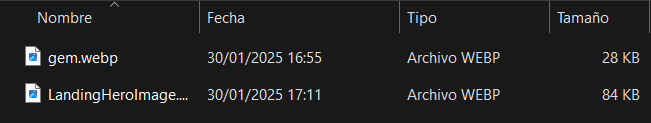 Nombre Fecha Tipo Tamaño
gem.webp 30/01/2025 16:55 Archivo WEBP 28 KB
LandingHeroImage.... 30/01/2025 17:11 Archivo WEBP 84 KB